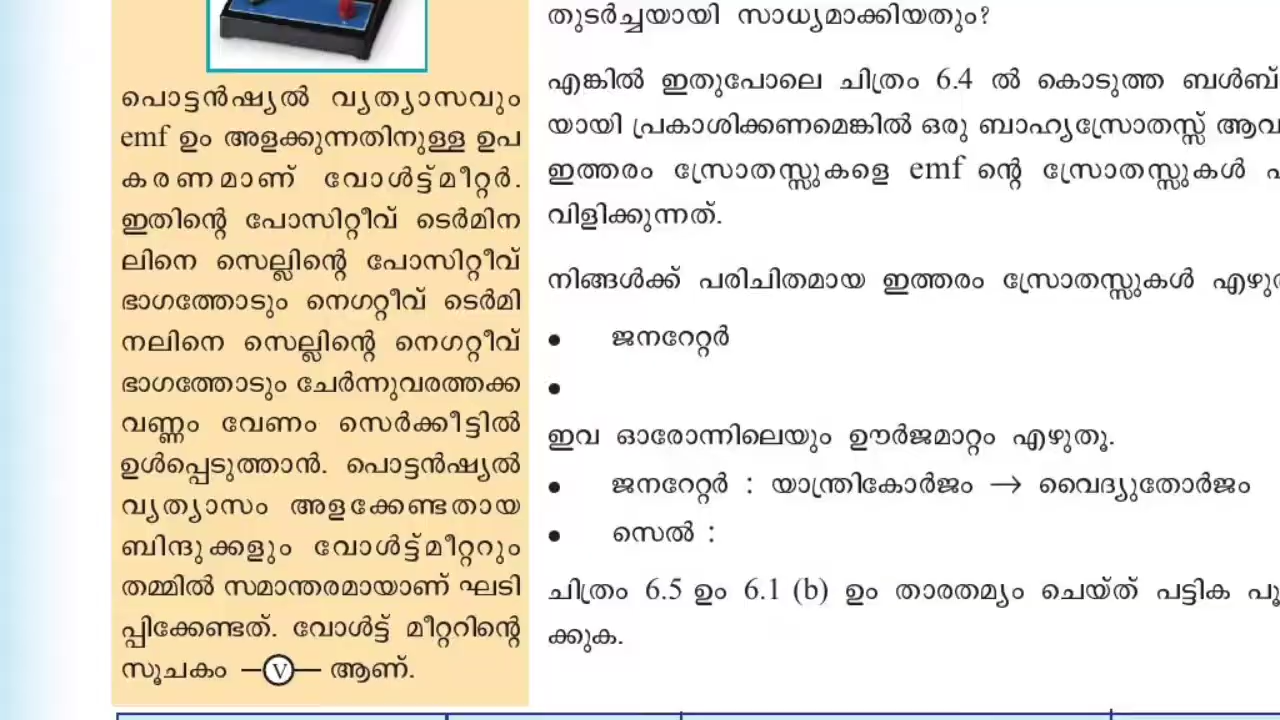 പൊട്ടൻഷ്യൽ വ്യത്യാസവും
emf ഉം അളക്കുന്നതിനുള്ള ഉപ
കരണമാണ് വോൾട്ട്മീറ്റർ.
ഇതിന്റെ പോസിറ്റീവ് ടെർമിന
ലിനെ സെല്ലിന്റെ പോസിറ്റീവ്
ഭാഗത്തോടും നെഗറ്റീവ് ടെർമി
നലിനെ സെല്ലിന്റെ നെഗറ്റീവ്
ഭാഗത്തോടും ചേർന്നുവരത്തക്ക
വണ്ണം വേണം സെർക്കീട്ടിൽ
ഉൾപ്പെടുത്താൻ. പൊട്ടൻഷ്യൽ
വ്യത്യാസം അളക്കേണ്ടതായ
ബിന്ദുക്കളും വോൾട്ട്മീറ്ററും
തമ്മിൽ സമാന്തരമായാണ് ഘടി
പ്പിക്കേണ്ടത്. വോൾട്ട് മീറ്ററിന്റെ
സൂചകം V ആണ്.
തുടർച്ചയായി സാധ്യമാക്കിയതും?
എങ്കിൽ ഇതുപോലെ ചിത്രം 6.4 ൽ കൊടുത്ത ബൾബ്
യായി പ്രകാശിക്കണമെങ്കിൽ ഒരു ബാഹ്യസ്രോതസ്സ്
ഇത്തരം സ്രോതസ്സുകളെ emf ന്റെ സ്രോതസ്സുകൾ
വിളിക്കുന്നത്.
നിങ്ങൾക്ക് പരിചിതമായ ഇത്തരം സ്രോതസ്സുകൾ
• ജനറേറ്റർ
•
ഇവ ഓരോന്നിലെയും ഊർജമാറ്റം എഴുതൂ.
• ജനറേറ്റർ : യാന്ത്രികോർജം → വൈദ്യുതോർജം
• സെൽ :
ചിത്രം 6.5 ഉം 6.1 (b) ഉം താരതമ്യം ചെയ്ത് പട്ടിക
ക്കുക.